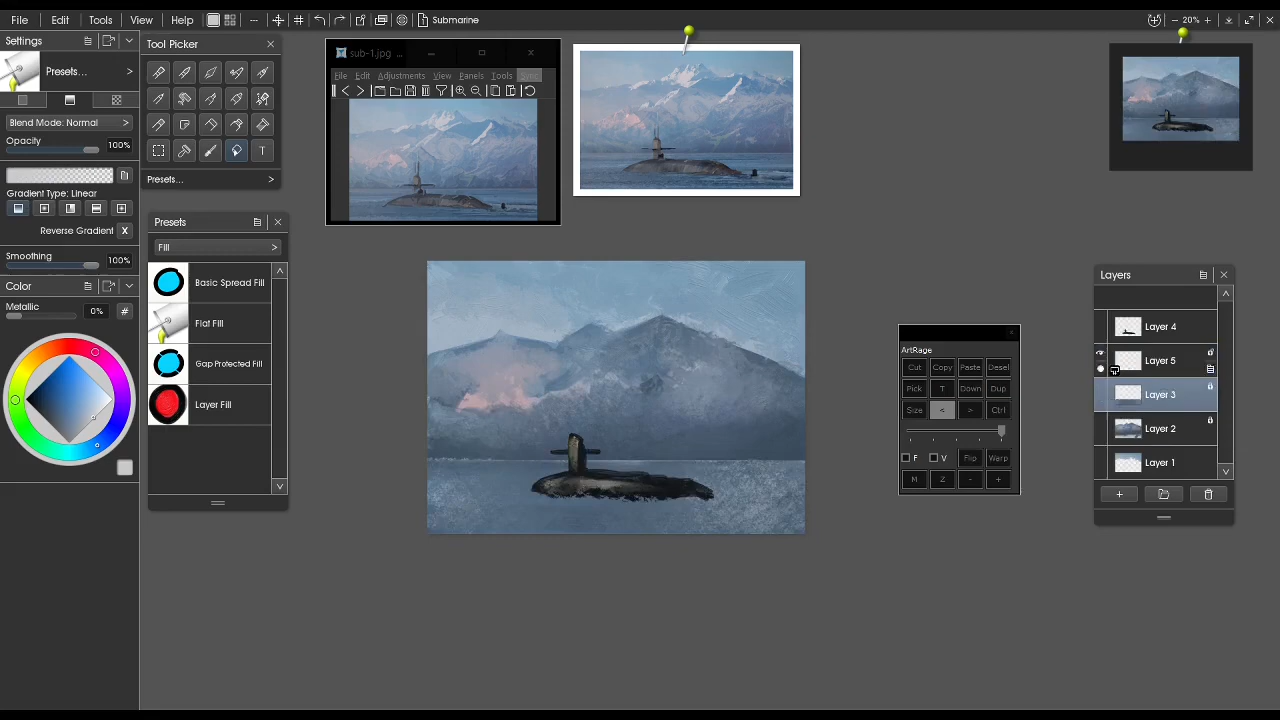 File Edit Tools View Help
Submarine
20%
Settings
Presets...
Blend Mode: Normal
Opacity
100%
Gradient Type: Linear
Reverse Gradient X
Smoothing
100%
Color
Metallic
0% #
Tool Picker
T
Presets...
Presets
Fill
Basic Spread Fill
Flat Fill
Gap Protected Fill
Layer Fill
sub-1.jpg ...
File Edit Adjustments View Panels Tools Sync
ArtRage
Cut Copy Paste Desel
Pick T Down Dup
Size < > Ctrl
F V Flip Warp
M Z - +
Layers
Layer 4
Layer 5
Layer 3
Layer 2
Layer 1